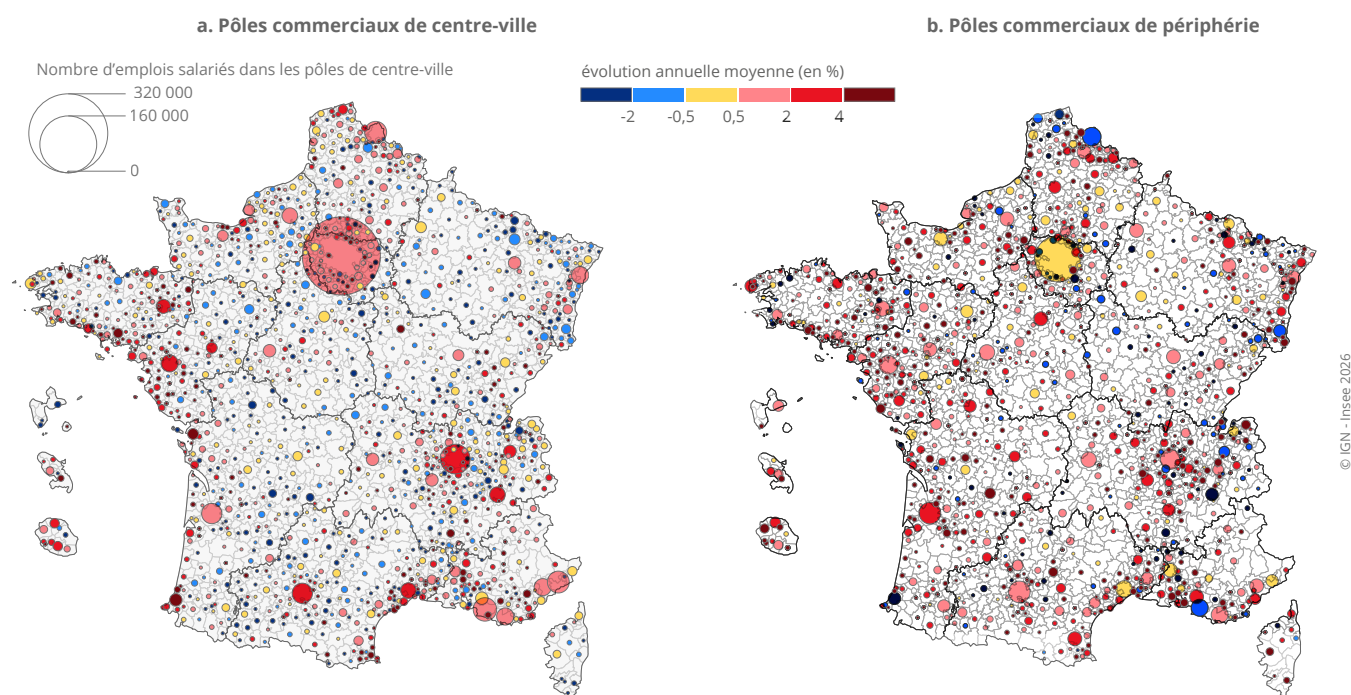 a. Pôles commerciaux de centre-ville
b. Pôles commerciaux de périphérie
Nombre d’emplois salariés dans les pôles de centre-ville
320 000
160 000
0
évolution annuelle moyenne (en %)
-2 -0,5 0,5 2 4
© IGN - Insee 2026